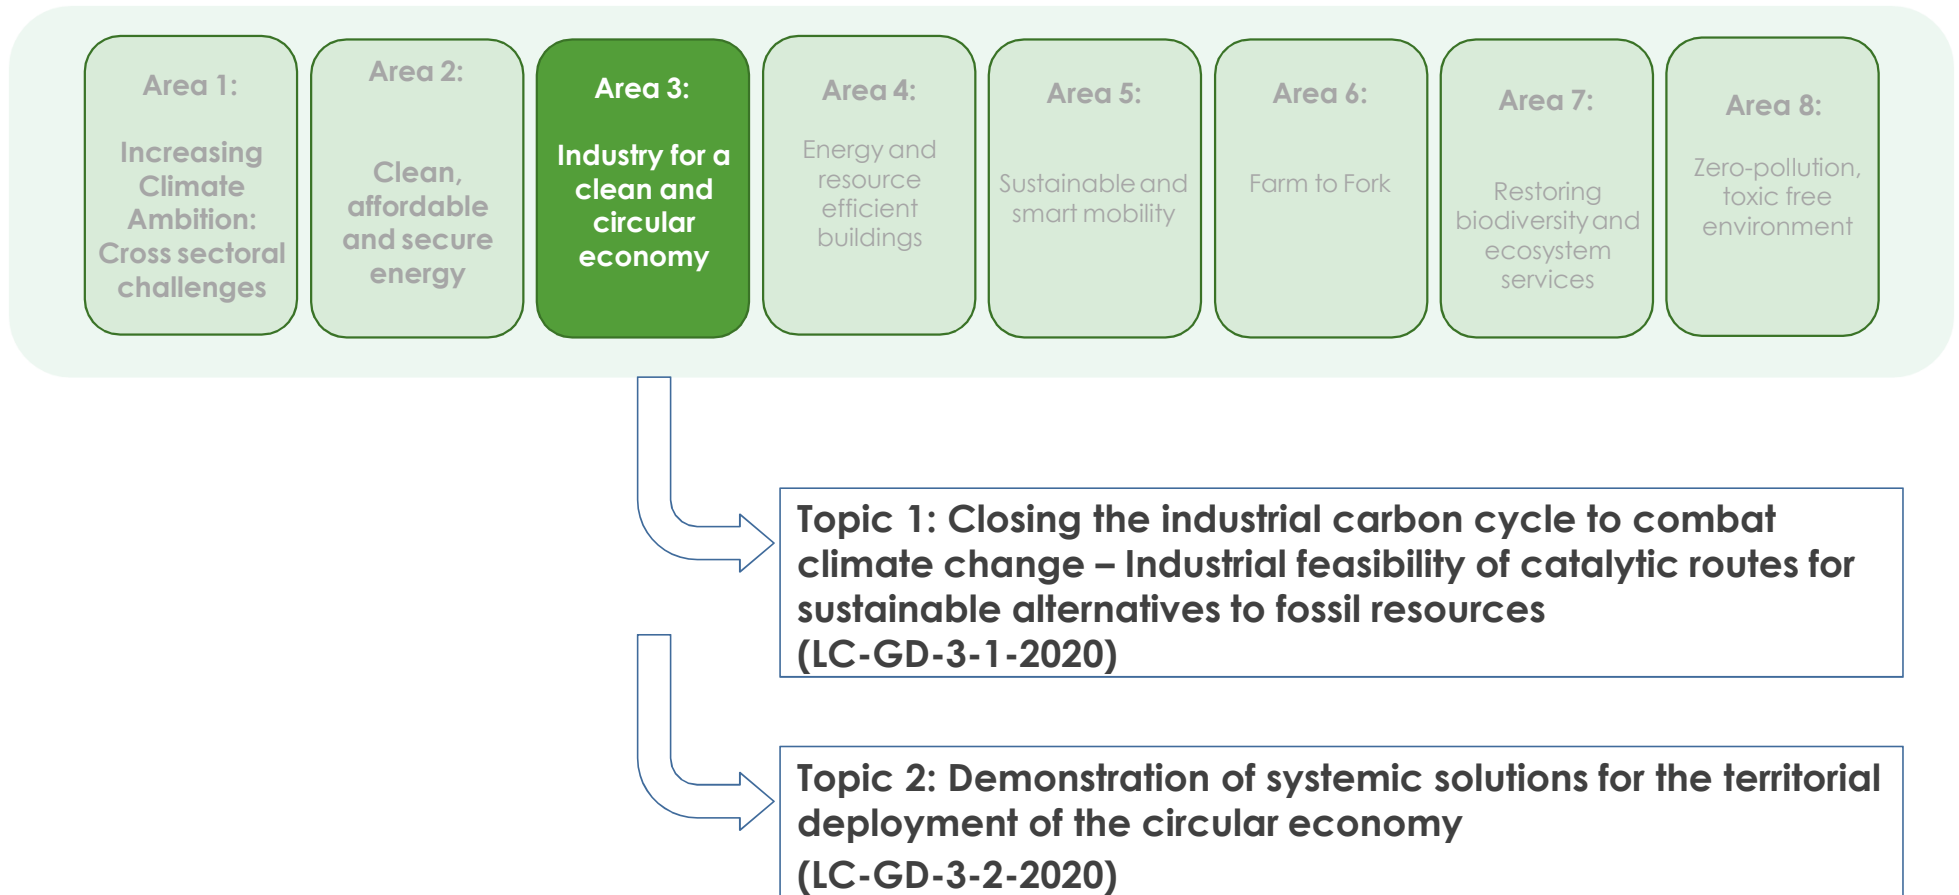 Area 1:
Increasing
Climate
Ambition:
Cross sectoral
challenges
Area 2:
Clean,
affordable
and secure
energy
Area 3:
Industry for a
clean and
circular
economy
Area 4:
Energy and
resource
efficient
buildings
Area 5:
Sustainable and
smart mobility
Area 6:
Farm to Fork
Area 7:
Restoring
biodiversity and
ecosystem
services
Area 8:
Zero-pollution,
toxic free
environment
Topic 1: Closing the industrial carbon cycle to combat
climate change – Industrial feasibility of catalytic routes for
sustainable alternatives to fossil resources
(LC-GD-3-1-2020)
Topic 2: Demonstration of systemic solutions for the territorial
deployment of the circular economy
(LC-GD-3-2-2020)